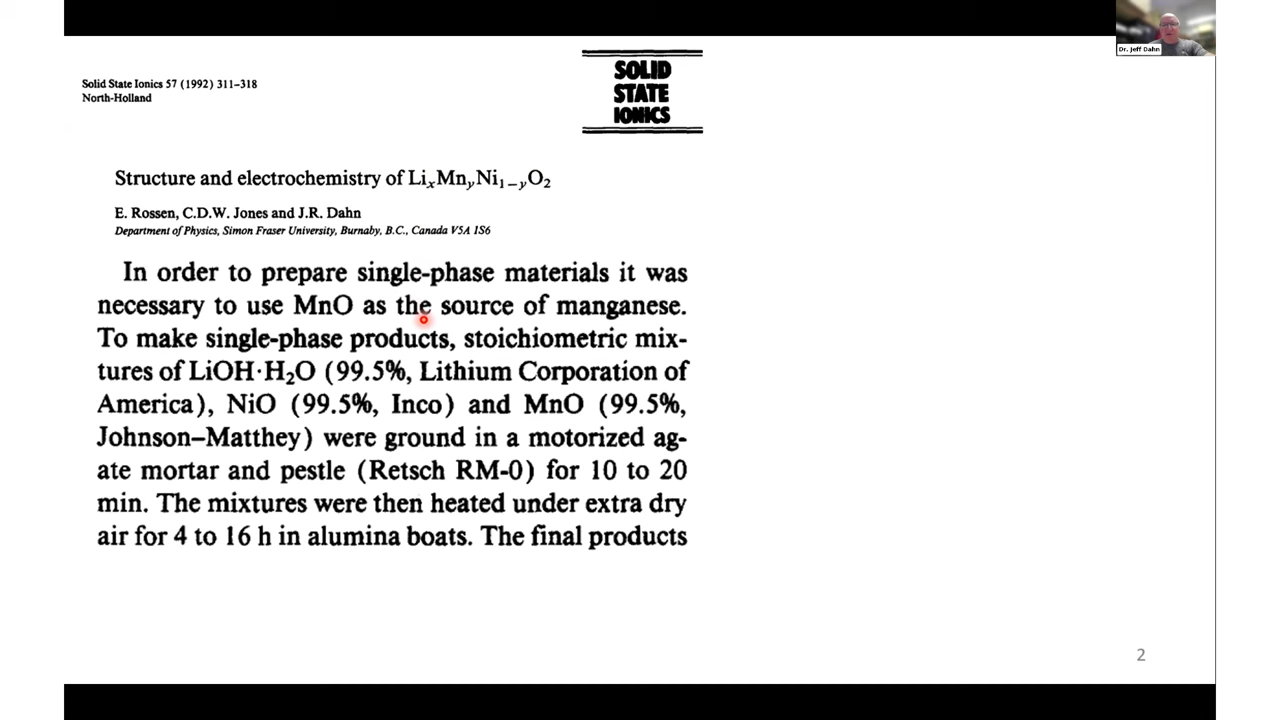 Dr. Jeff Dahn
Solid State Ionics 57 (1992) 311–318
North-Holland
SOLID
STATE
IONICS
Structure and electrochemistry of LiₓMnᵧNi₁₋ᵧO₂
E. Rossen, C.D.W. Jones and J.R. Dahn
Department of Physics, Simon Fraser University, Burnaby, B.C., Canada V5A 1S6
In order to prepare single-phase materials it was
necessary to use MnO as the source of manganese.
To make single-phase products, stoichiometric mix-
tures of LiOH·H₂O (99.5%, Lithium Corporation of
America), NiO (99.5%, Inco) and MnO (99.5%,
Johnson–Matthey) were ground in a motorized ag-
ate mortar and pestle (Retsch RM-0) for 10 to 20
min. The mixtures were then heated under extra dry
air for 4 to 16 h in alumina boats. The final products
2